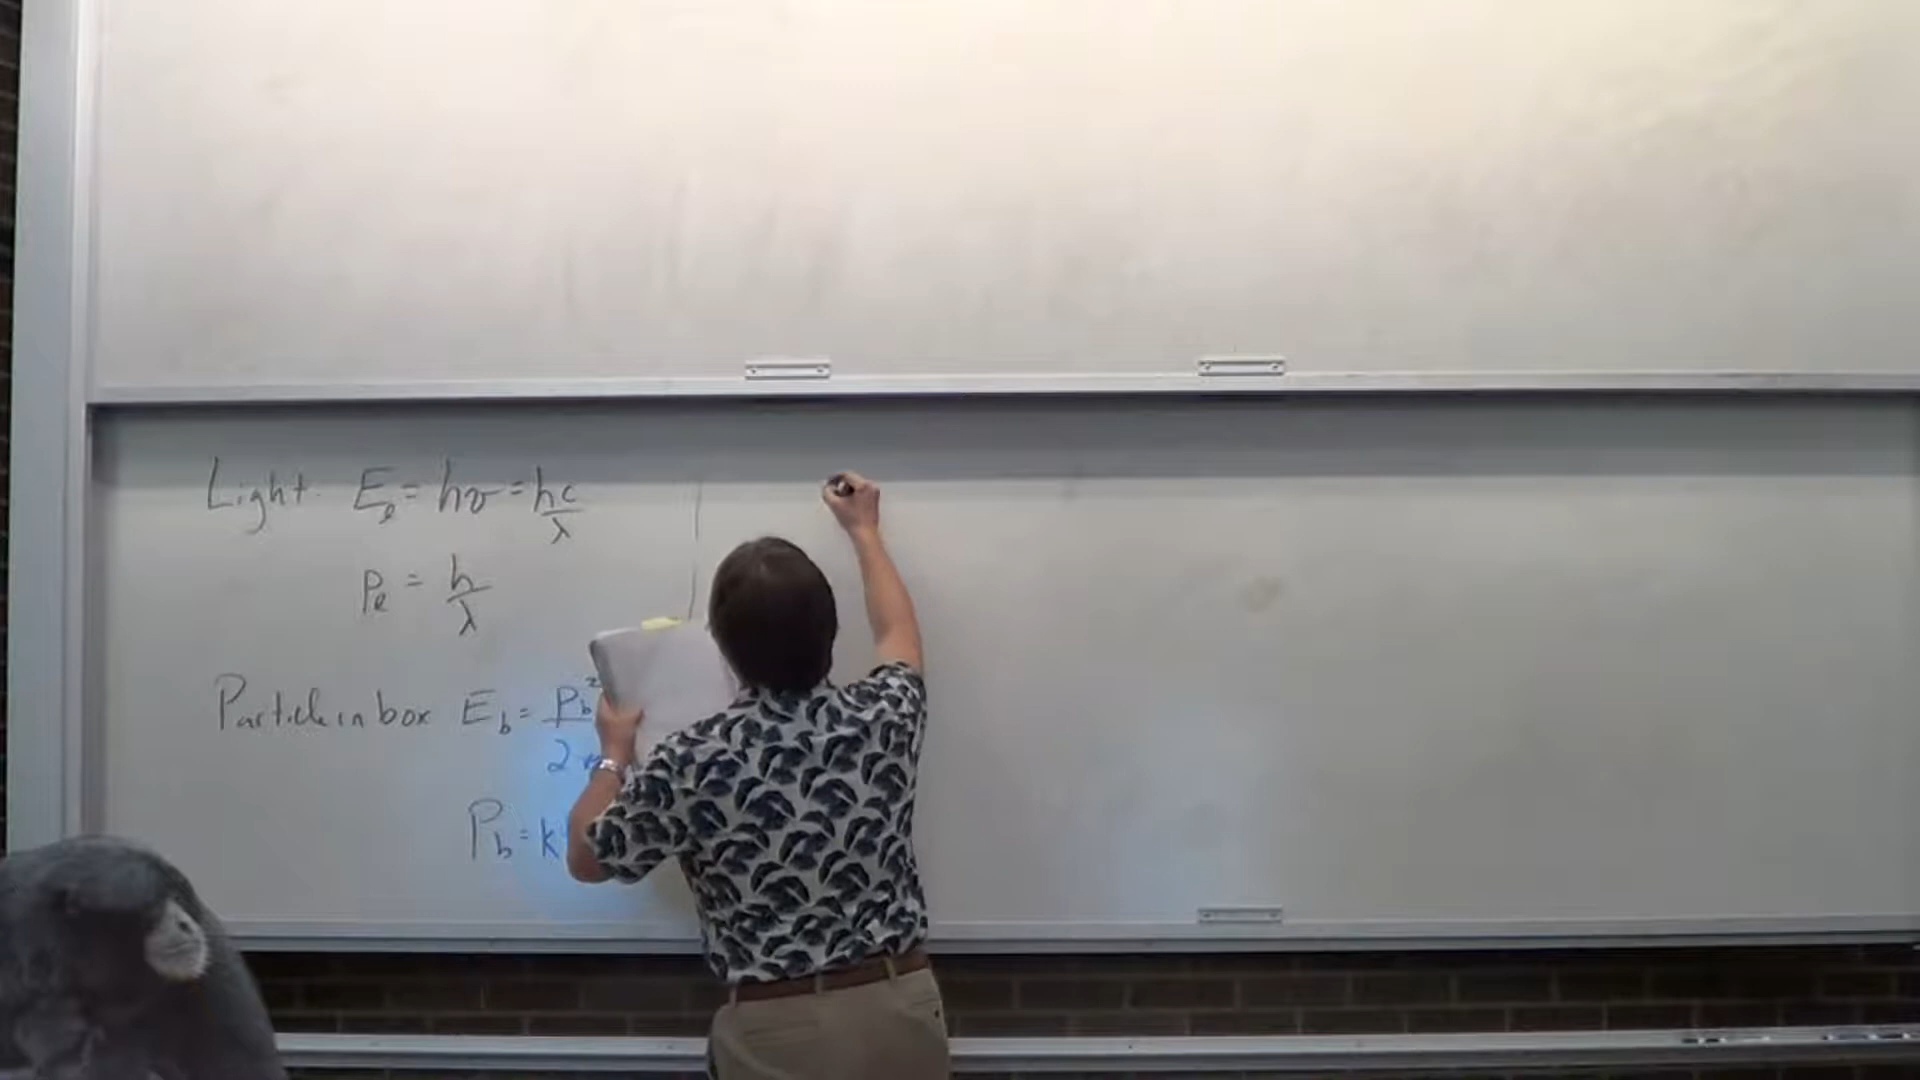 Light. E_l = hν = hc/λ
P_l = h/λ
Particle in box E_b = P_b²/2m
P_b = k